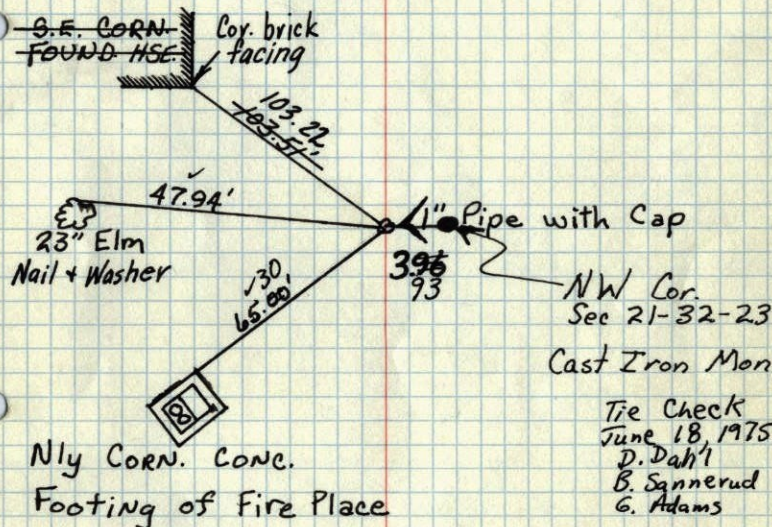 S.E. CORN.
FOUND HSE.
Cor. brick
facing
103.22
103.51'
47.94'
23" Elm
Nail + Washer
1" Pipe with Cap
3.96
93
30
65.00'
NW Cor.
Sec 21-32-23
Cast Iron Mon
Tie Check
June 18, 1975
D. Dahl
B. Sannerud
G. Adams
Nly CORN. CONC.
Footing of Fire Place